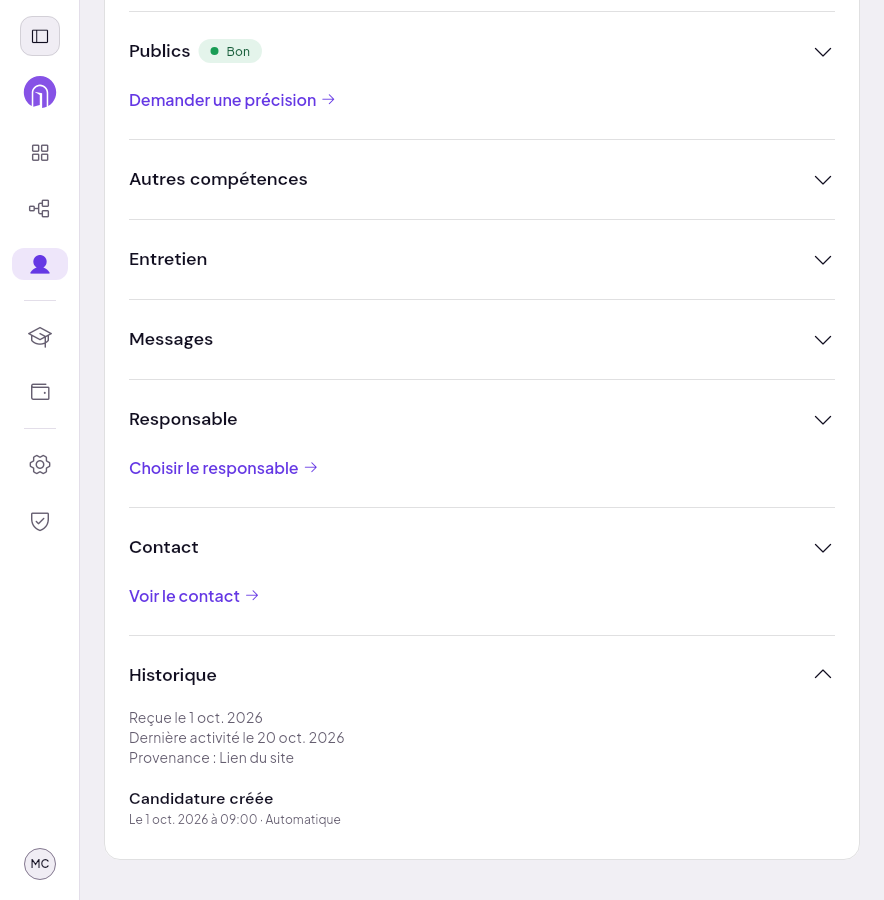 Publics
Bon
Demander une précision
Autres compétences
Entretien
Messages
Responsable
Choisir le responsable
Contact
Voir le contact
Historique
Reçue le 1 oct. 2026
Dernière activité le 20 oct. 2026
Provenance : Lien du site
Candidature créée
Le 1 oct. 2026 à 09:00 · Automatique
MC